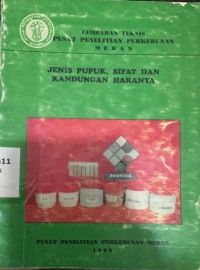 LEMBARAN TEKNIS
PUSAT PENELITIAN PERKEBUNAN
MEDAN
JENIS PUPUK, SIFAT DAN
KANDUNGAN HARANYA
PUSAT PENELITIAN PERKEBUNAN MEDAN